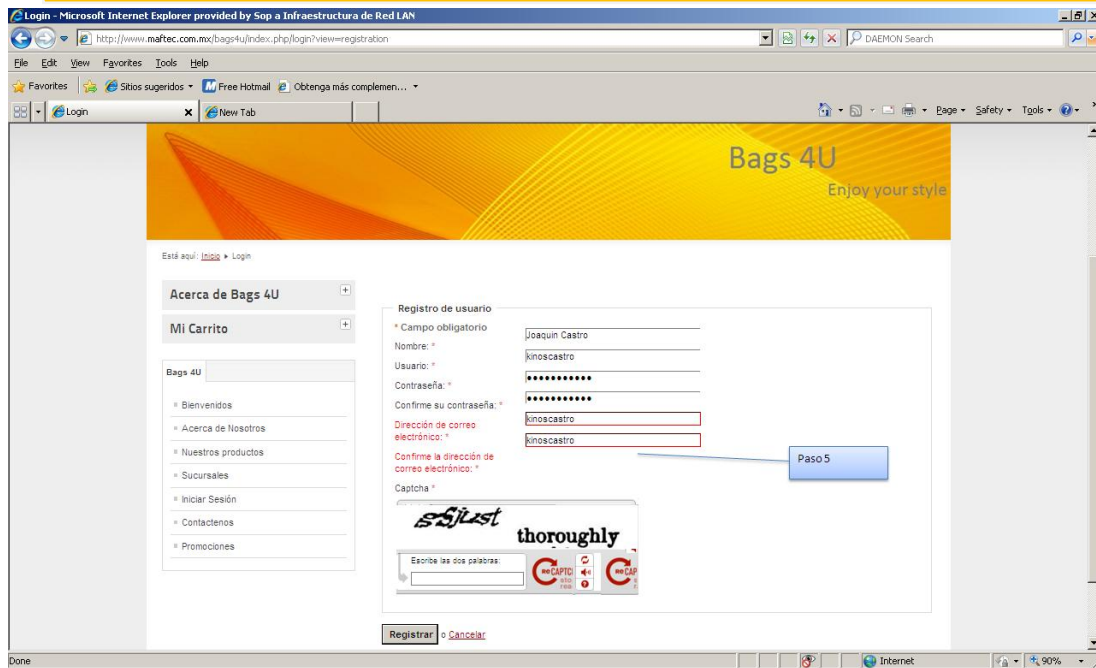 Login - Microsoft Internet Explorer provided by Sop a Infraestructura de Red LAN
http://www.maftec.com.mx/bags4u/index.php/login?view=registration
DAEMON Search
File Edit View Favorites Tools Help
Favorites Sitios sugeridos Free Hotmail Obtenga más complemen...
Login New Tab
Page Safety Tools
Bags 4U
Enjoy your style
Está aquí: Inicio Login
Acerca de Bags 4U
Mi Carrito
Bags 4U
Bienvenidos
Acerca de Nosotros
Nuestros productos
Sucursales
Iniciar Sesión
Contactenos
Promociones
Registro de usuario
* Campo obligatorio
Nombre: *
Joaquin Castro
Usuario: *
kinoscastro
Contraseña: *
•••••••••••
Confirme su contraseña: *
•••••••••••
Dirección de correo
electrónico: *
kinoscastro
Confirme la dirección de
correo electrónico: *
kinoscastro
Paso 5
Captcha *
thoroughly
Escribe las dos palabras:
Registrar o Cancelar
Done
Internet
90%